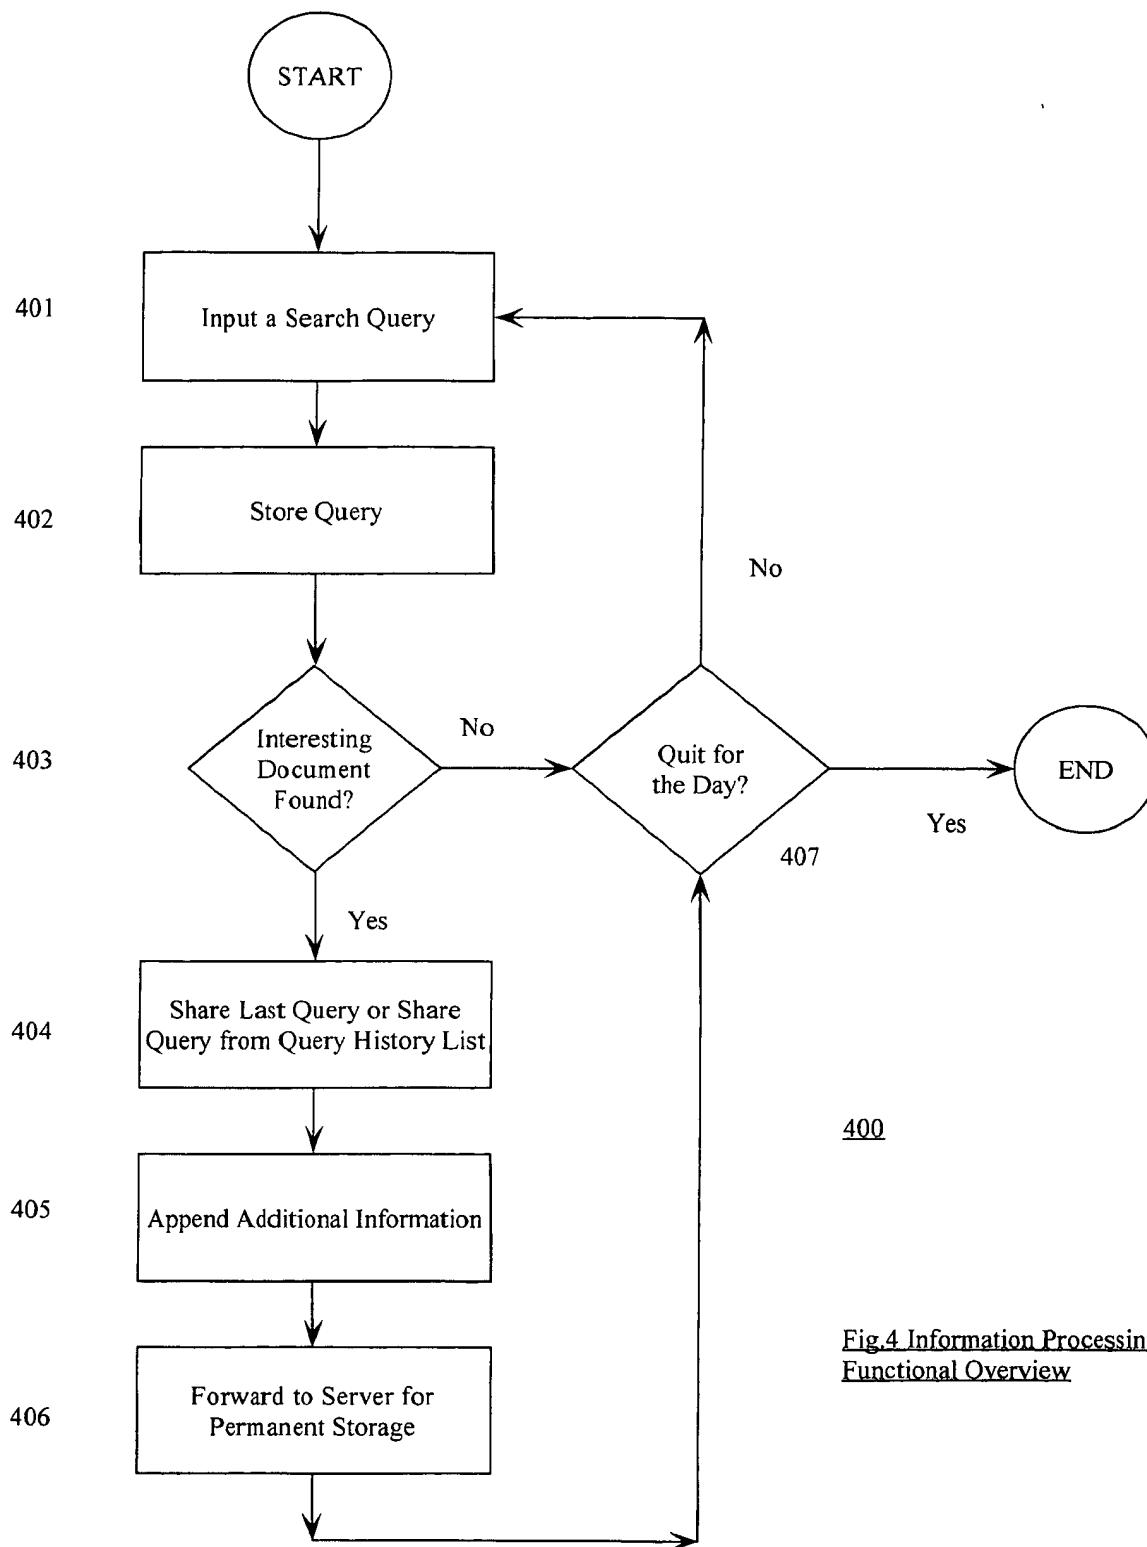 START
401
Input a Search Query
402
Store Query
No
403
Interesting
Document
Found?
No
Quit for
the Day?
END
Yes
407
Yes
404
Share Last Query or Share
Query from Query History List
400
405
Append Additional Information
Fig.4 Information Processin
Functional Overview
406
Forward to Server for
Permanent Storage